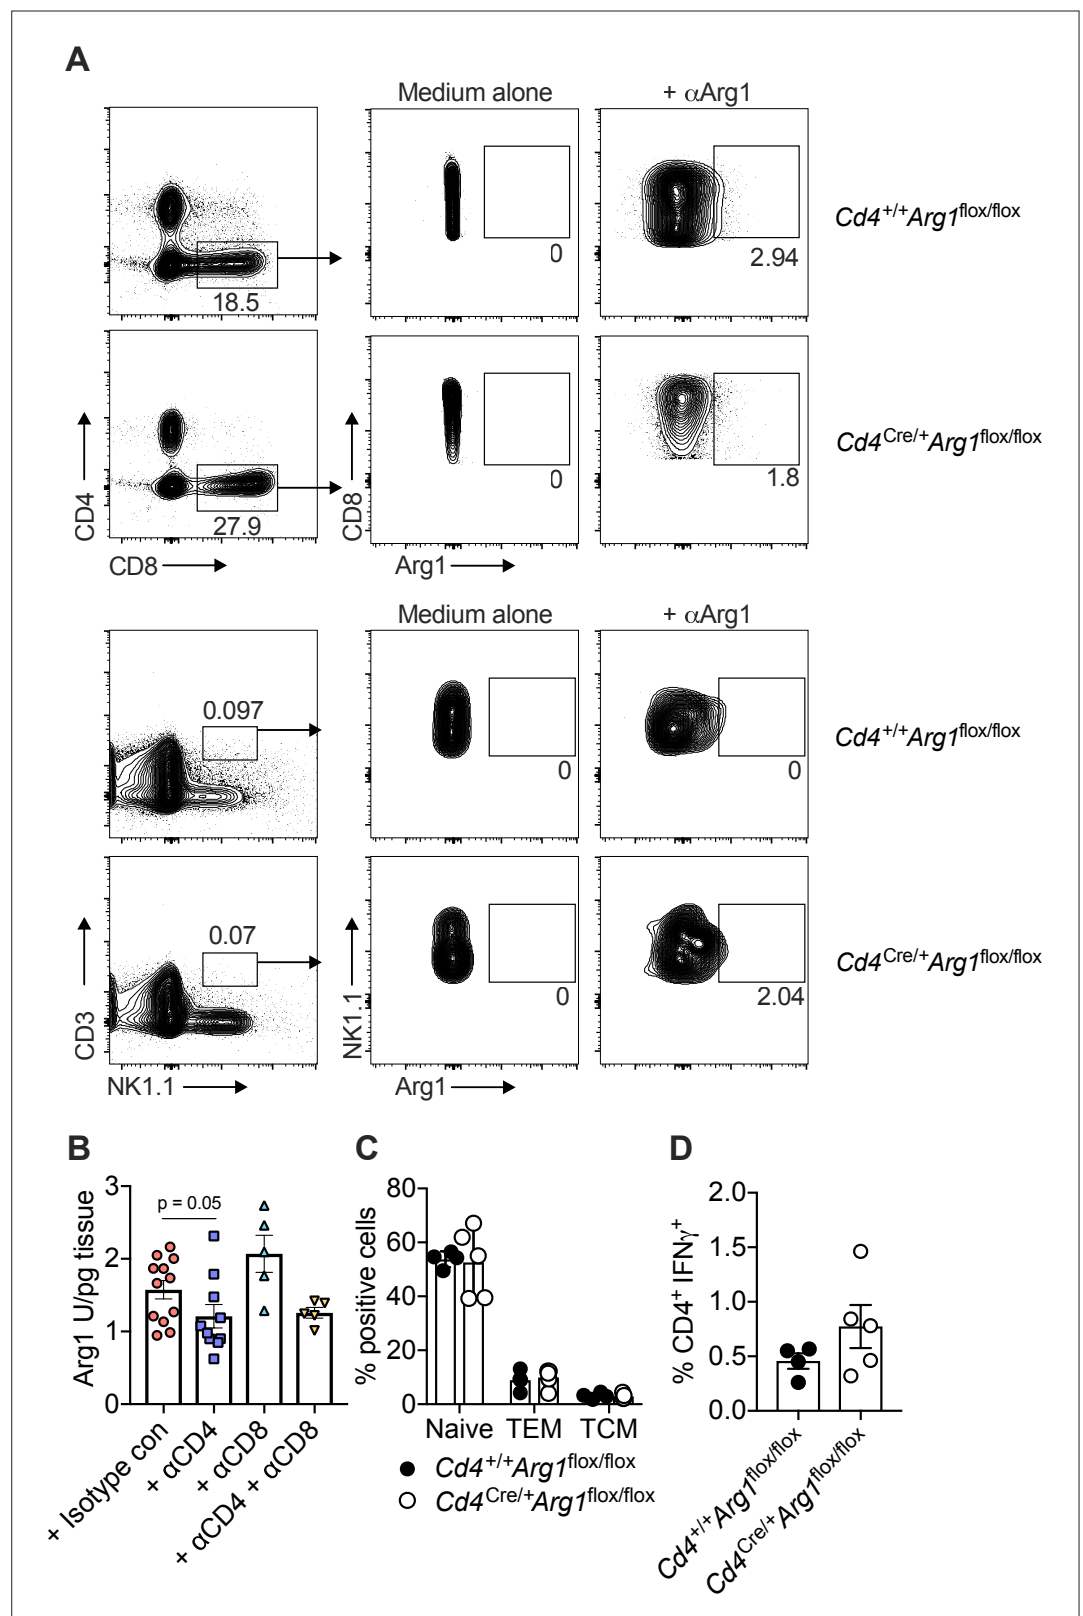 A
Medium alone
+ αArg1
18.5
0
2.94
Cd4+/+Arg1flox/flox
27.9
0
1.8
Cd4Cre/+Arg1flox/flox
CD4
CD8
CD8
Arg1
Medium alone
+ αArg1
0.097
0
0
Cd4+/+Arg1flox/flox
0.07
0
2.04
Cd4Cre/+Arg1flox/flox
CD3
NK1.1
NK1.1
Arg1
B
Arg1 U/pg tissue
3
2
1
0
p = 0.05
+ Isotype con
+ αCD4
+ αCD8
+ αCD4 + αCD8
C
% positive cells
80
60
40
20
0
Naive
TEM
TCM
Cd4+/+Arg1flox/flox
Cd4Cre/+Arg1flox/flox
D
% CD4+ IFNγ+
2.0
1.5
1.0
0.5
0.0
Cd4+/+Arg1flox/flox
Cd4Cre/+Arg1flox/flox